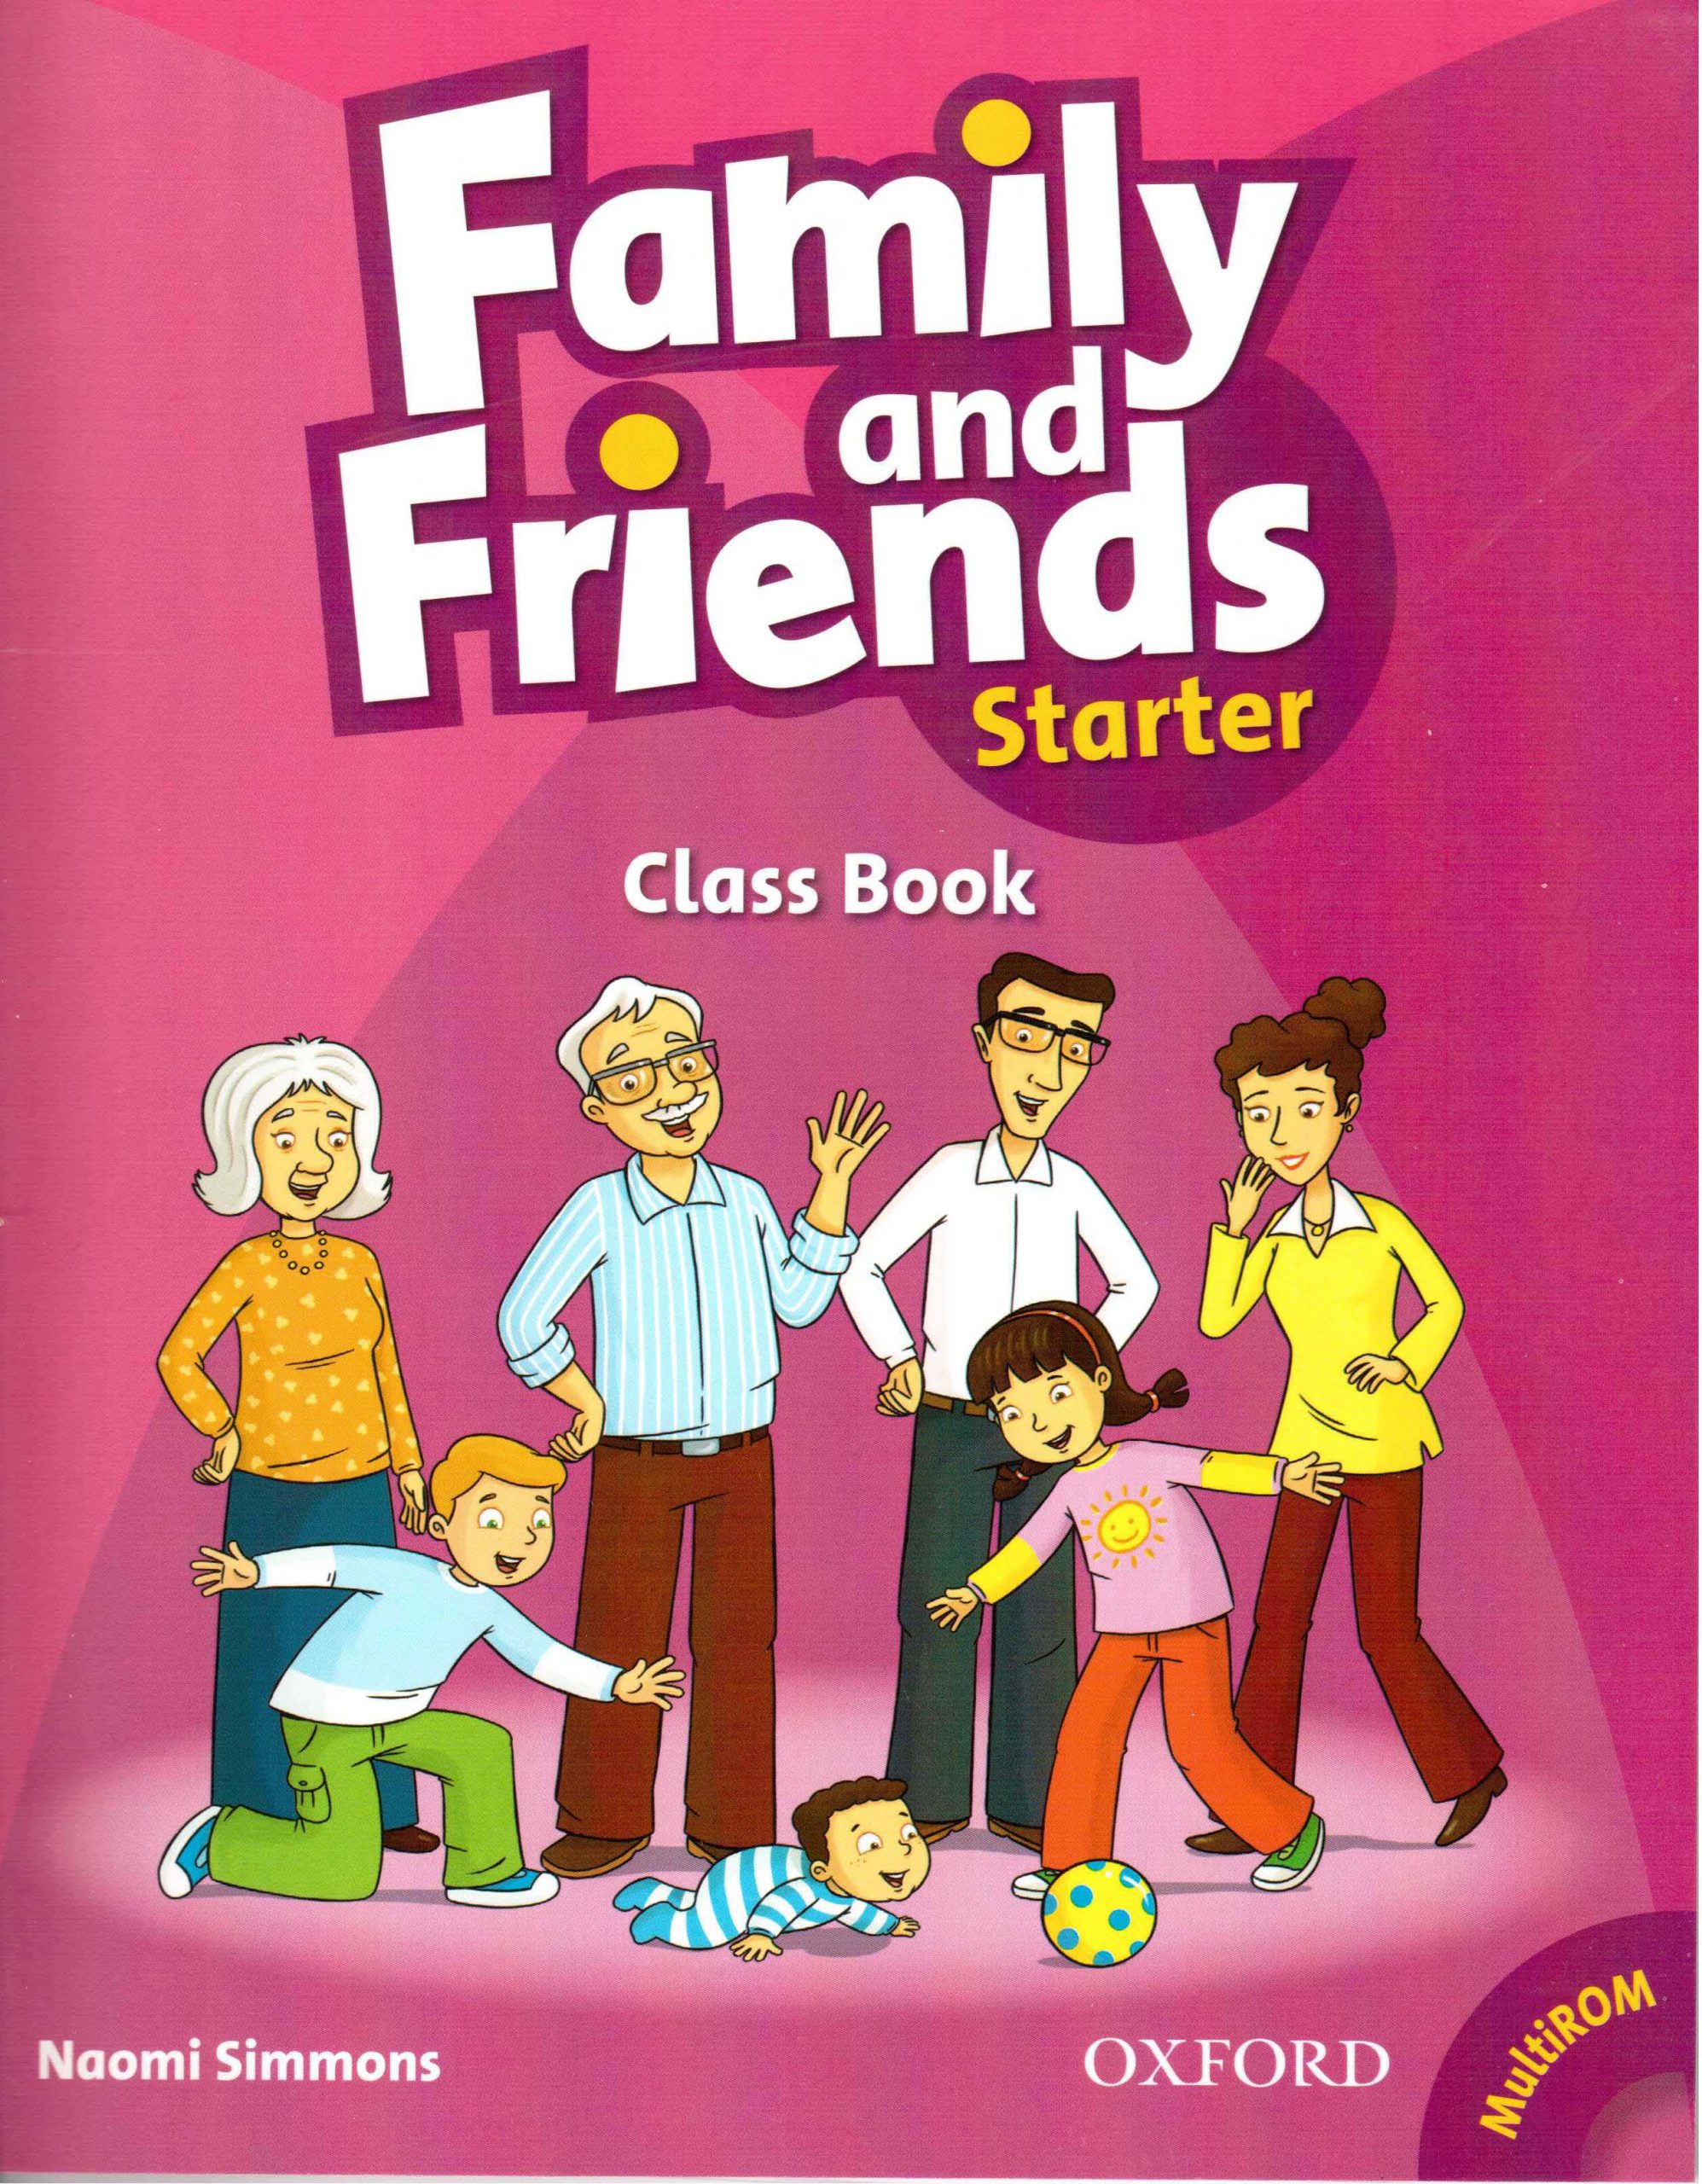 Family
and
Friends
Starter
Class Book
Naomi Simmons
OXFORD
MultiROM